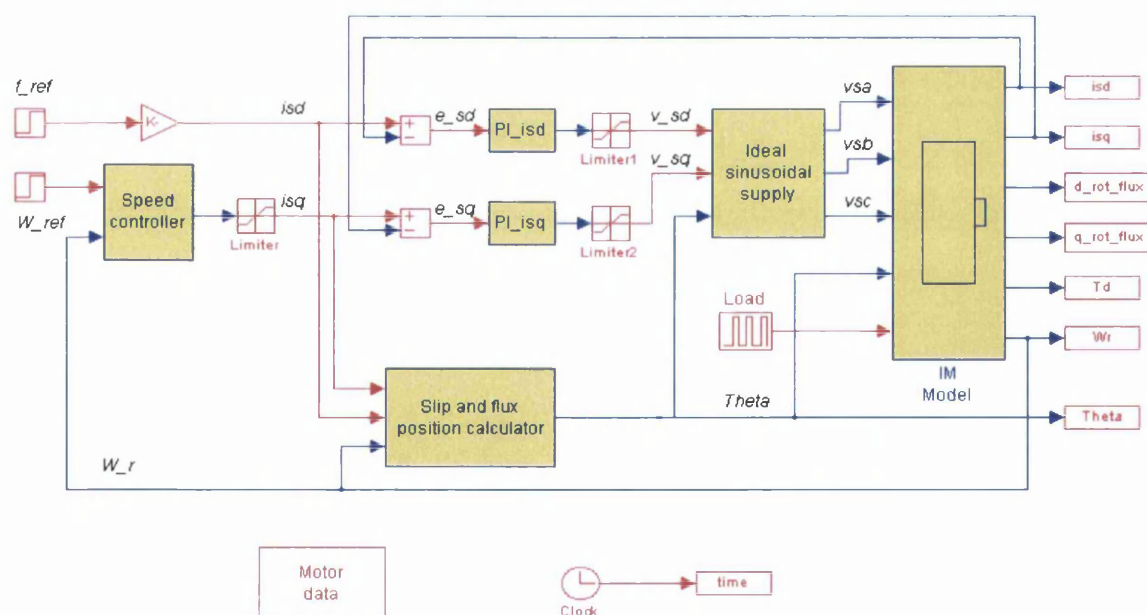 f_ref
K-
isd
W_ref
Speed
controller
Limiter
isq
+
−
e_sd
PI_isd
Limiter1
v_sd
v_sq
+
−
e_sq
PI_isq
Limiter2
Ideal
sinusoidal
supply
vsa
vsb
vsc
Load
IM
Model
isd
isq
d_rot_flux
q_rot_flux
Td
Wr
Theta
Slip and flux
position calculator
Theta
W_r
Motor
data
Clock
time